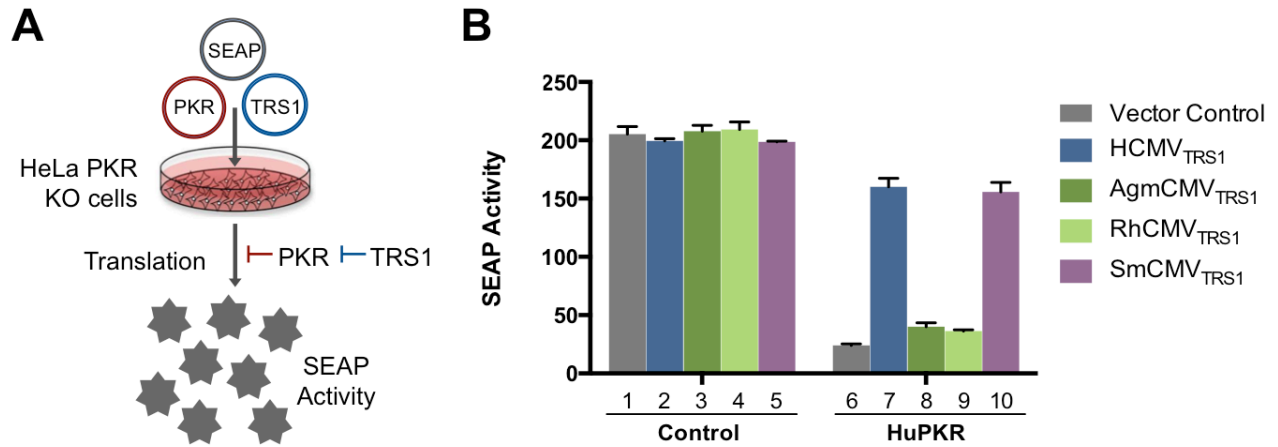 A
SEAP
PKR
TRS1
HeLa PKR
KO cells
Translation
PKR
TRS1
SEAP
Activity
B
SEAP Activity
250
200
150
100
50
0
1 2 3 4 5 6 7 8 9 10
Control HuPKR
Vector Control
HCMVTRS1
AgmCMVTRS1
RhCMVTRS1
SmCMVTRS1